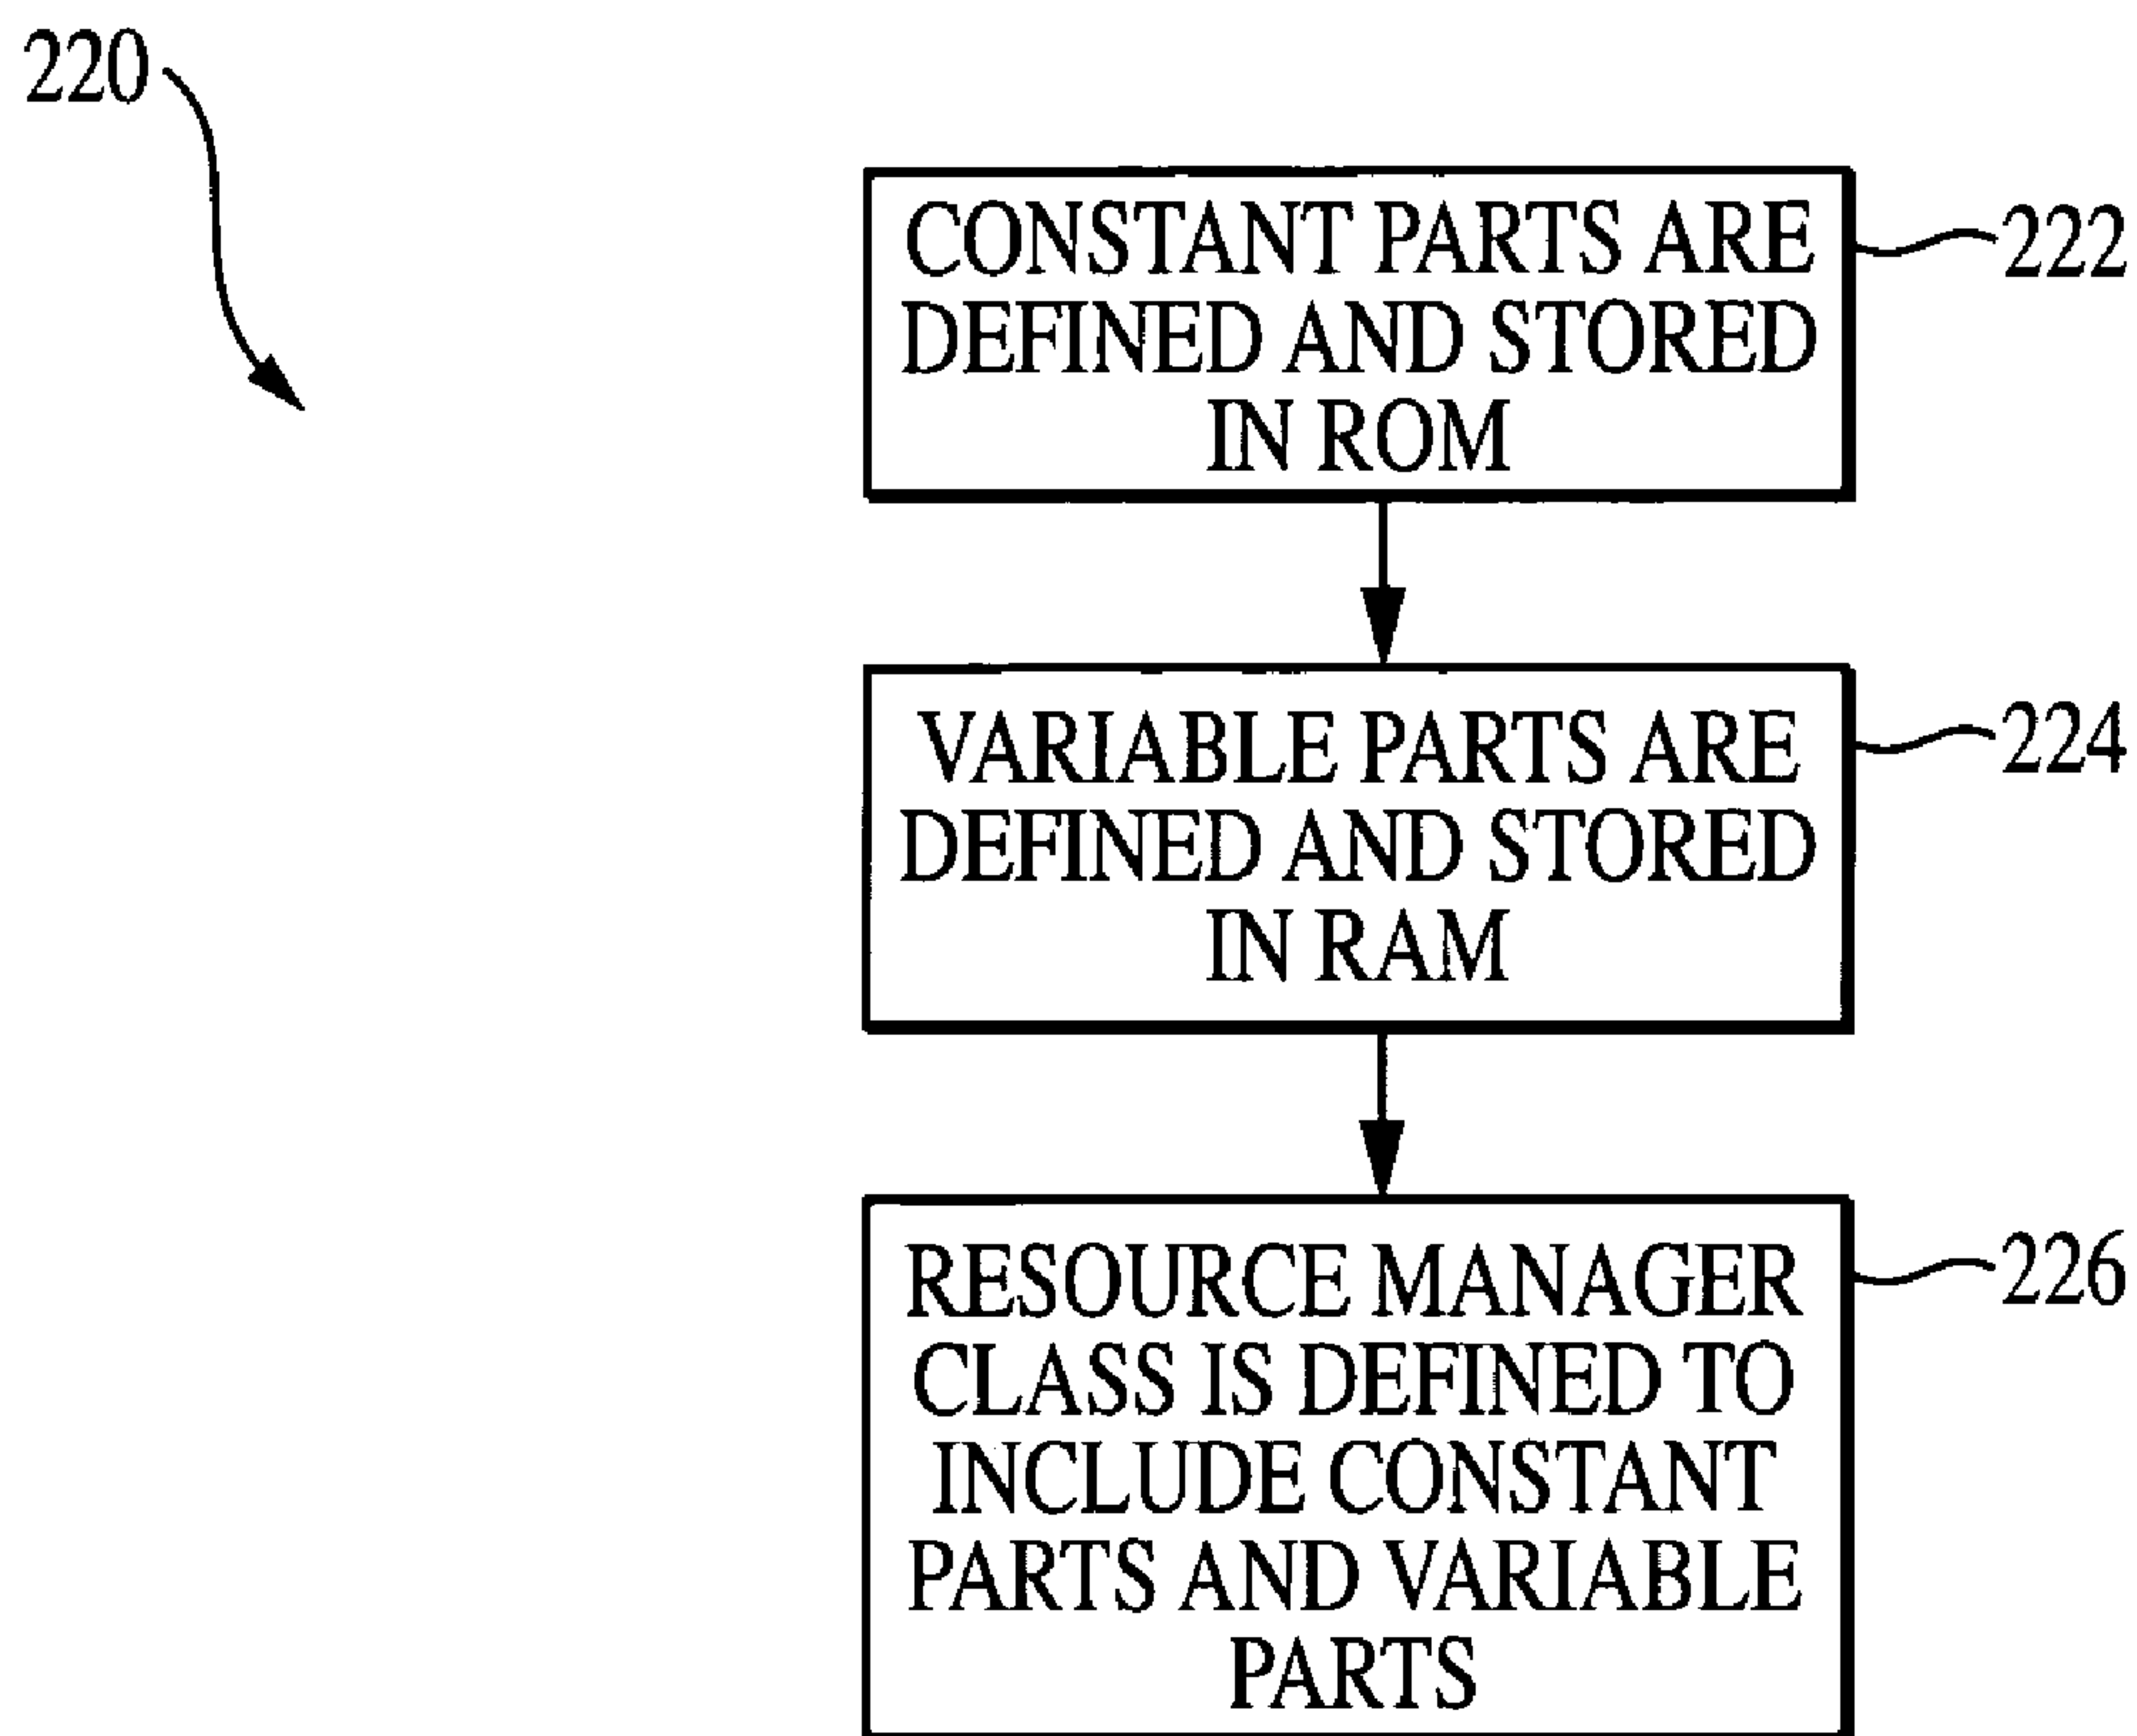 220
CONSTANT PARTS ARE
DEFINED AND STORED
IN ROM
222
VARIABLE PARTS ARE
DEFINED AND STORED
IN RAM
224
RESOURCE MANAGER
CLASS IS DEFINED TO
INCLUDE CONSTANT
PARTS AND VARIABLE
PARTS
226